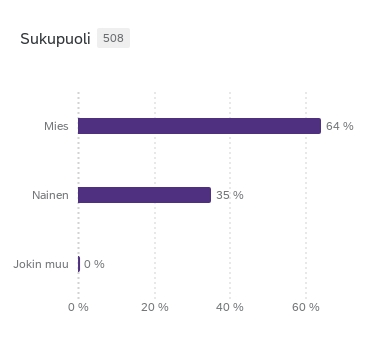 Sukupuoli 508
Mies 64 %
Nainen 35 %
Jokin muu 0 %
0 % 20 % 40 % 60 %